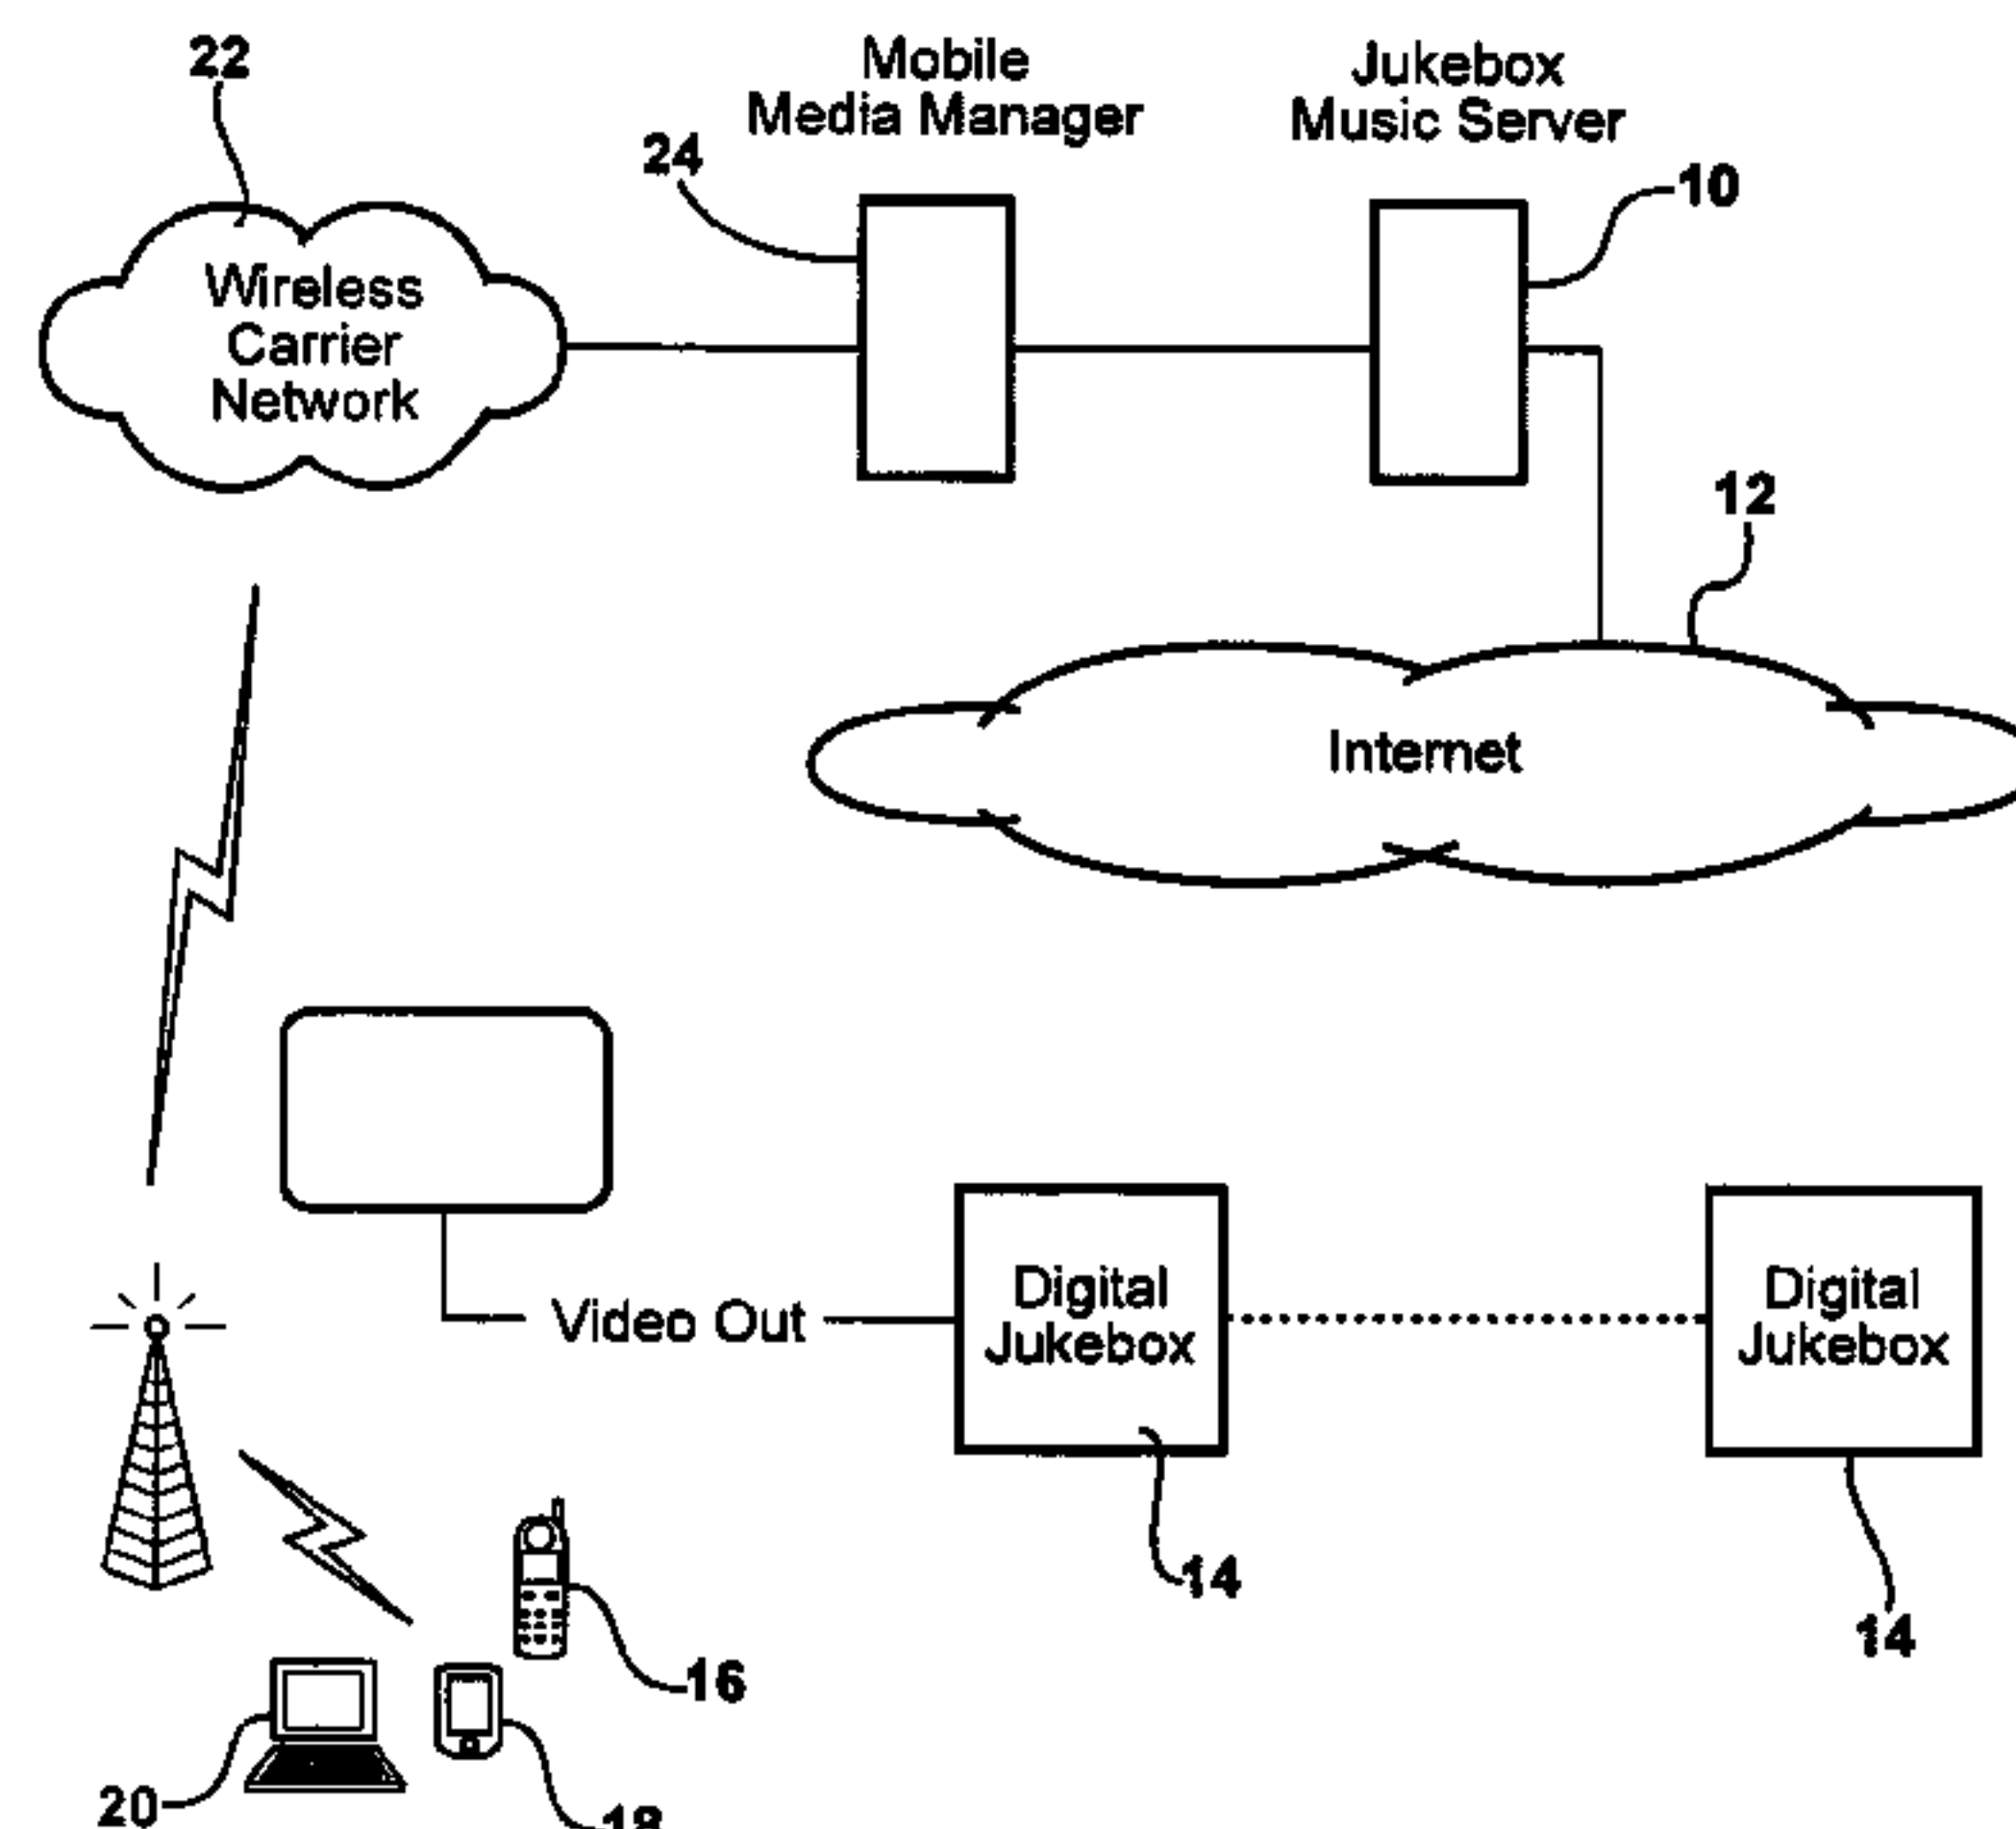 22
Mobile
Media Manager
Jukebox
Music Server
24
10
Wireless
Carrier
Network
12
Internet
Digital
Jukebox
Digital
Jukebox
Video Out
14
14
16
20
18